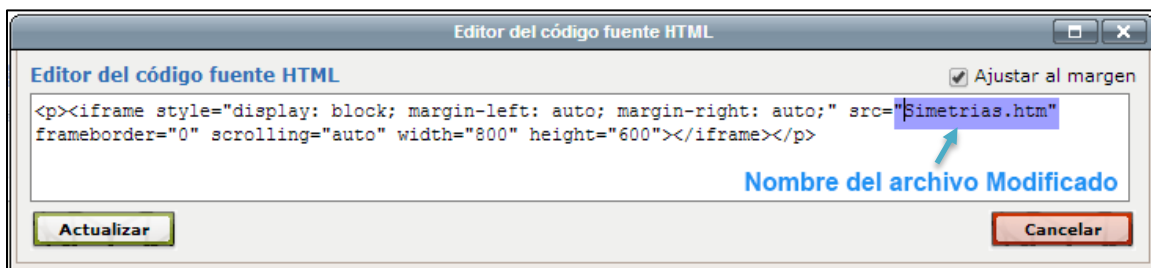 Editor del código fuente HTML
Editor del código fuente HTML
Ajustar al margen
<p><iframe style="display: block; margin-left: auto; margin-right: auto;" src="Simetrias.htm"
frameborder="0" scrolling="auto" width="800" height="600"></iframe></p>
Nombre del archivo Modificado
Actualizar
Cancelar